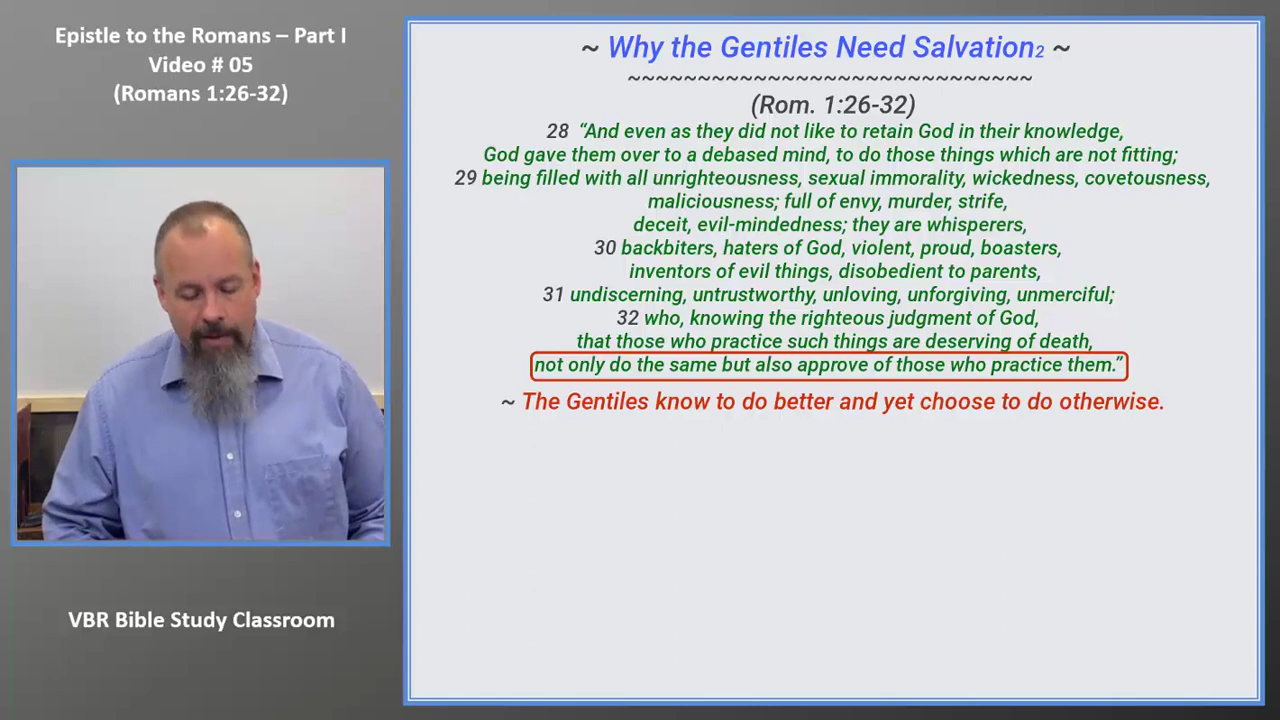 Epistle to the Romans – Part I
Video # 05
(Romans 1:26-32)
VBR Bible Study Classroom
~ Why the Gentiles Need Salvation₂ ~
~~~~~~~~~~~~~~~~~~~~~~~~~~~~~
(Rom. 1:26-32)
28 “And even as they did not like to retain God in their knowledge,
God gave them over to a debased mind, to do those things which are not fitting;
29 being filled with all unrighteousness, sexual immorality, wickedness, covetousness,
maliciousness; full of envy, murder, strife,
deceit, evil-mindedness; they are whisperers,
30 backbiters, haters of God, violent, proud, boasters,
inventors of evil things, disobedient to parents,
31 undiscerning, untrustworthy, unloving, unforgiving, unmerciful;
32 who, knowing the righteous judgment of God,
that those who practice such things are deserving of death,
not only do the same but also approve of those who practice them.”
~ The Gentiles know to do better and yet choose to do otherwise.